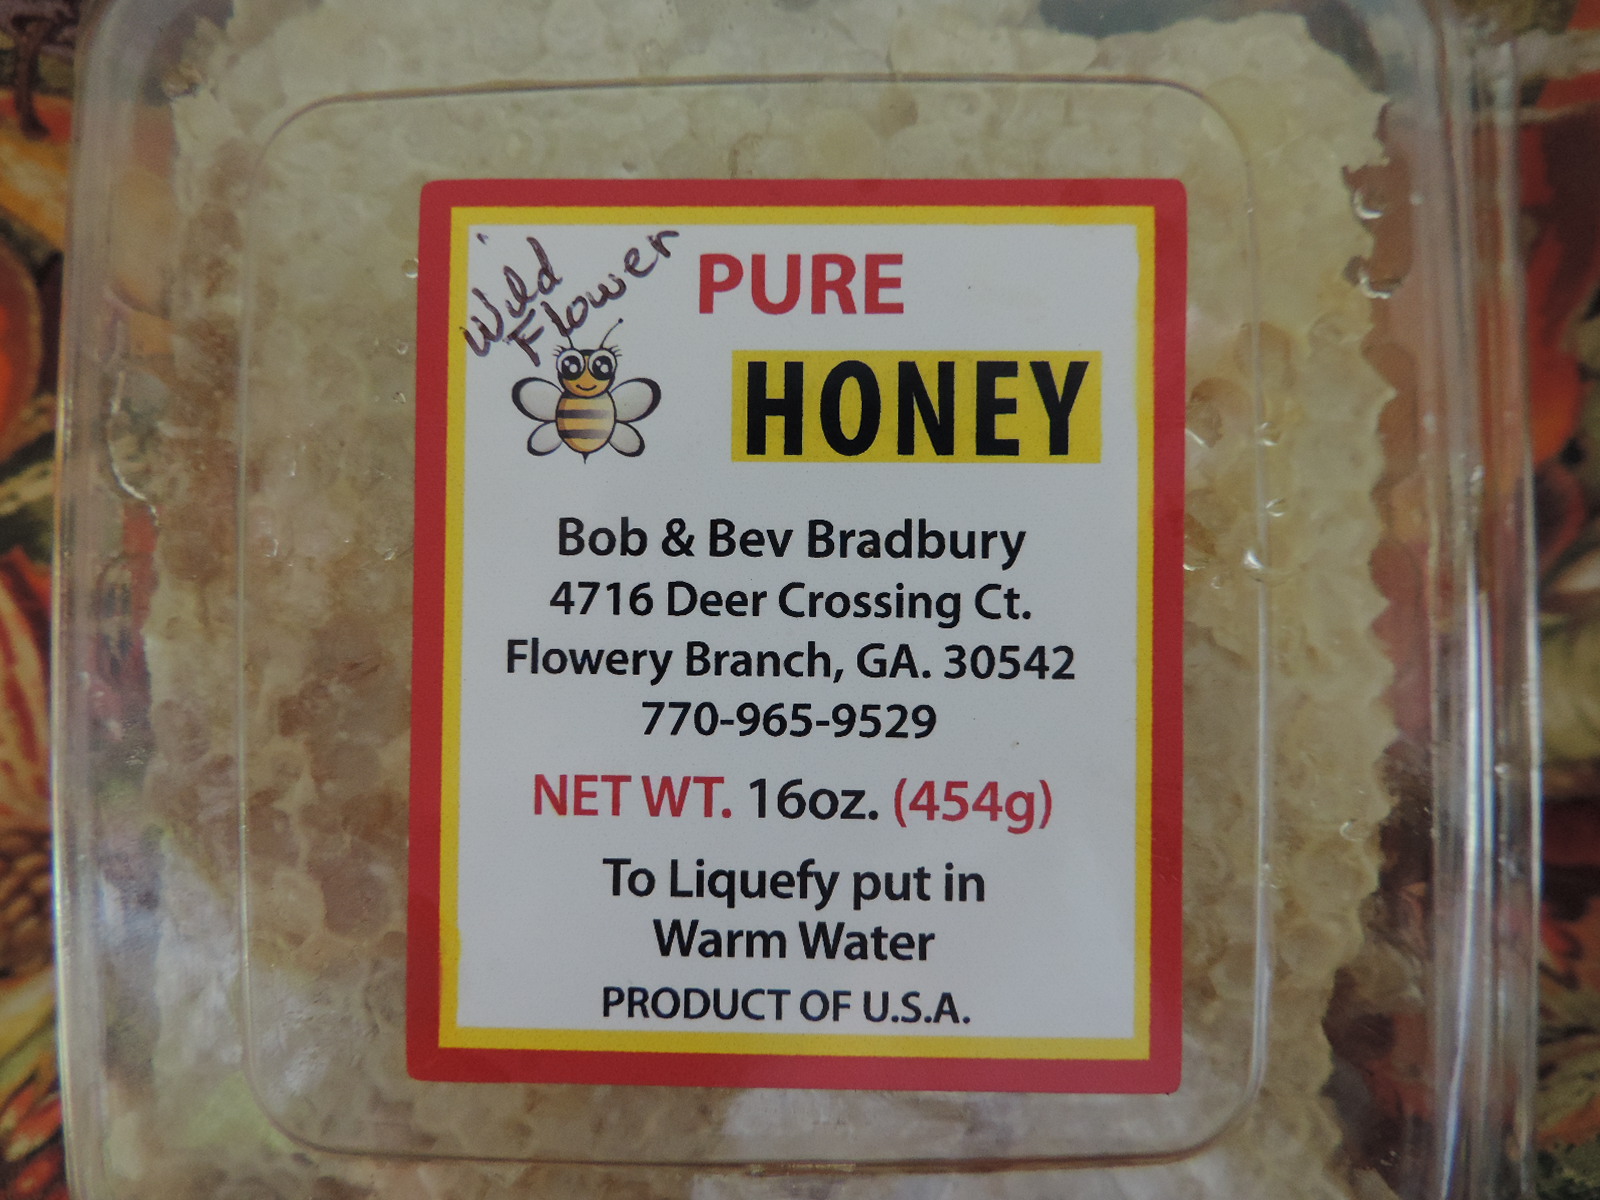 Wild
Flower
PURE
HONEY
Bob & Bev Bradbury
4716 Deer Crossing Ct.
Flowery Branch, GA. 30542
770-965-9529
NET WT. 16oz. (454g)
To Liquefy put in
Warm Water
PRODUCT OF U.S.A.